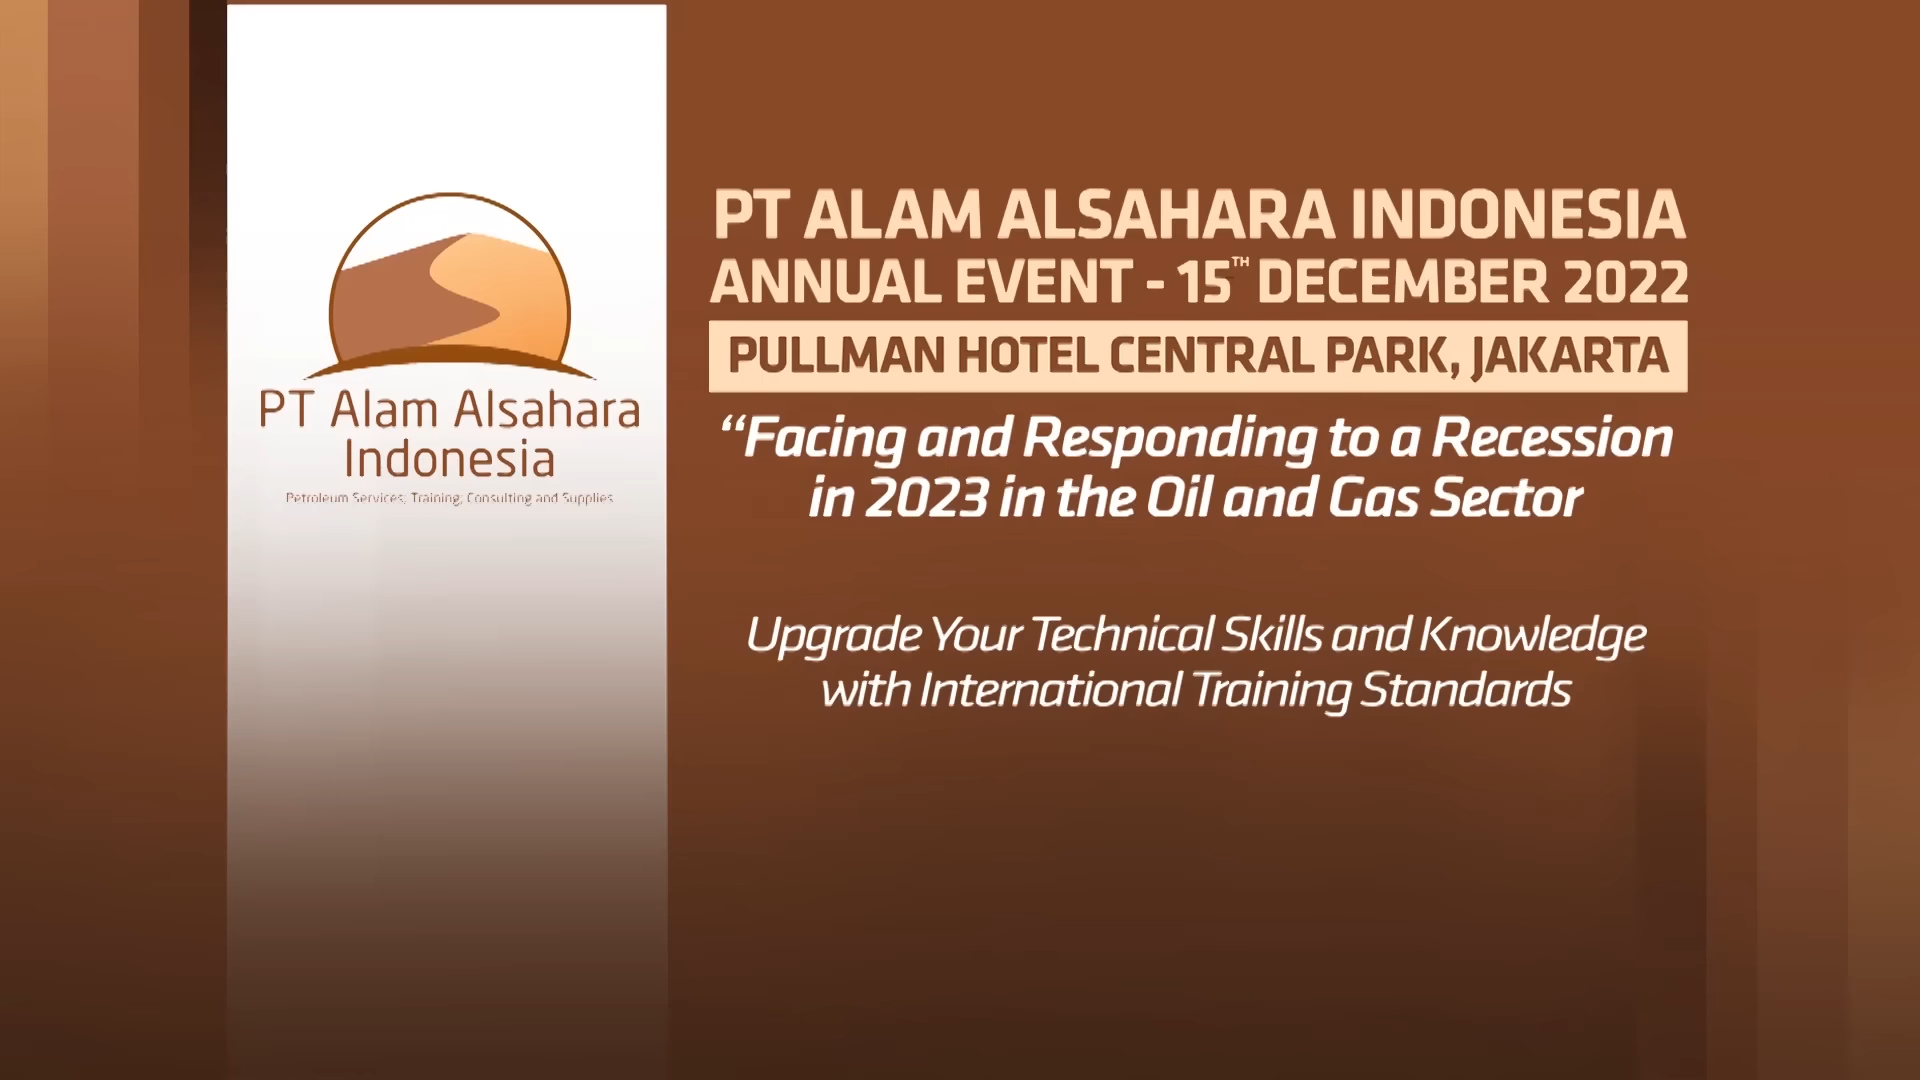 PT Alam Alsahara
Indonesia
Petroleum Services, Training, Consulting and Supplies
PT ALAM ALSAHARA INDONESIA
ANNUAL EVENT - 15TH DECEMBER 2022
PULLMAN HOTEL CENTRAL PARK, JAKARTA
“Facing and Responding to a Recession
in 2023 in the Oil and Gas Sector
Upgrade Your Technical Skills and Knowledge
with International Training Standards